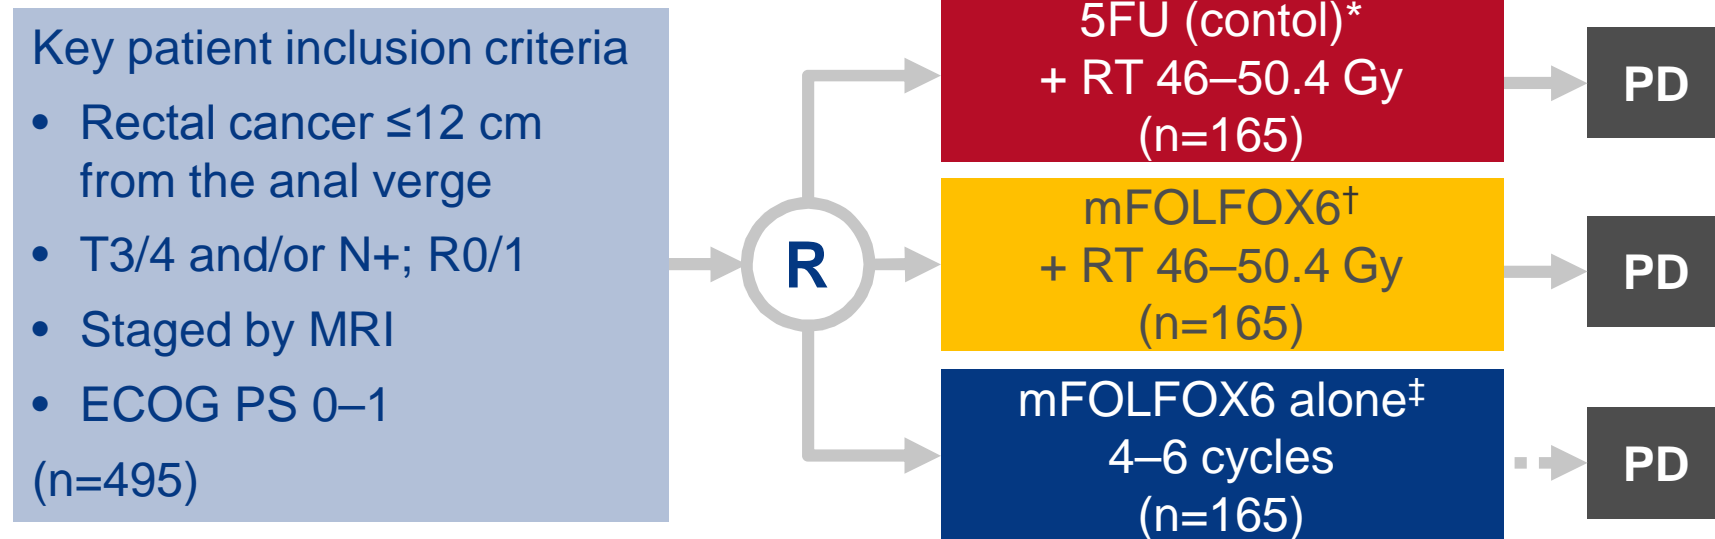 Key patient inclusion criteria
• Rectal cancer ≤12 cm
from the anal verge
• T3/4 and/or N+; R0/1
• Staged by MRI
• ECOG PS 0–1
(n=495)
R
5FU (contol)*
+ RT 46–50.4 Gy
(n=165)
PD
mFOLFOX6†
+ RT 46–50.4 Gy
(n=165)
PD
mFOLFOX6 alone‡
4–6 cycles
(n=165)
PD